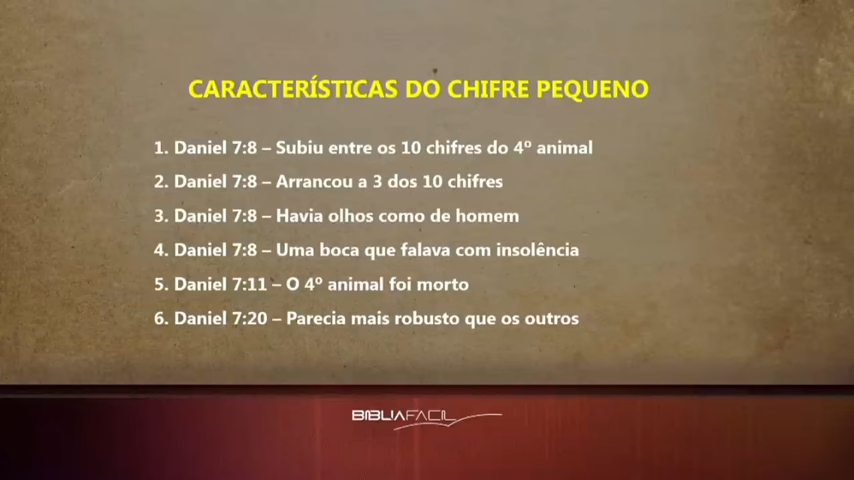 CARACTERÍSTICAS DO CHIFRE PEQUENO
1. Daniel 7:8 – Subiu entre os 10 chifres do 4º animal
2. Daniel 7:8 – Arrancou a 3 dos 10 chifres
3. Daniel 7:8 – Havia olhos como de homem
4. Daniel 7:8 – Uma boca que falava com insolência
5. Daniel 7:11 – O 4º animal foi morto
6. Daniel 7:20 – Parecia mais robusto que os outros
BÍBLIAFÁCIL